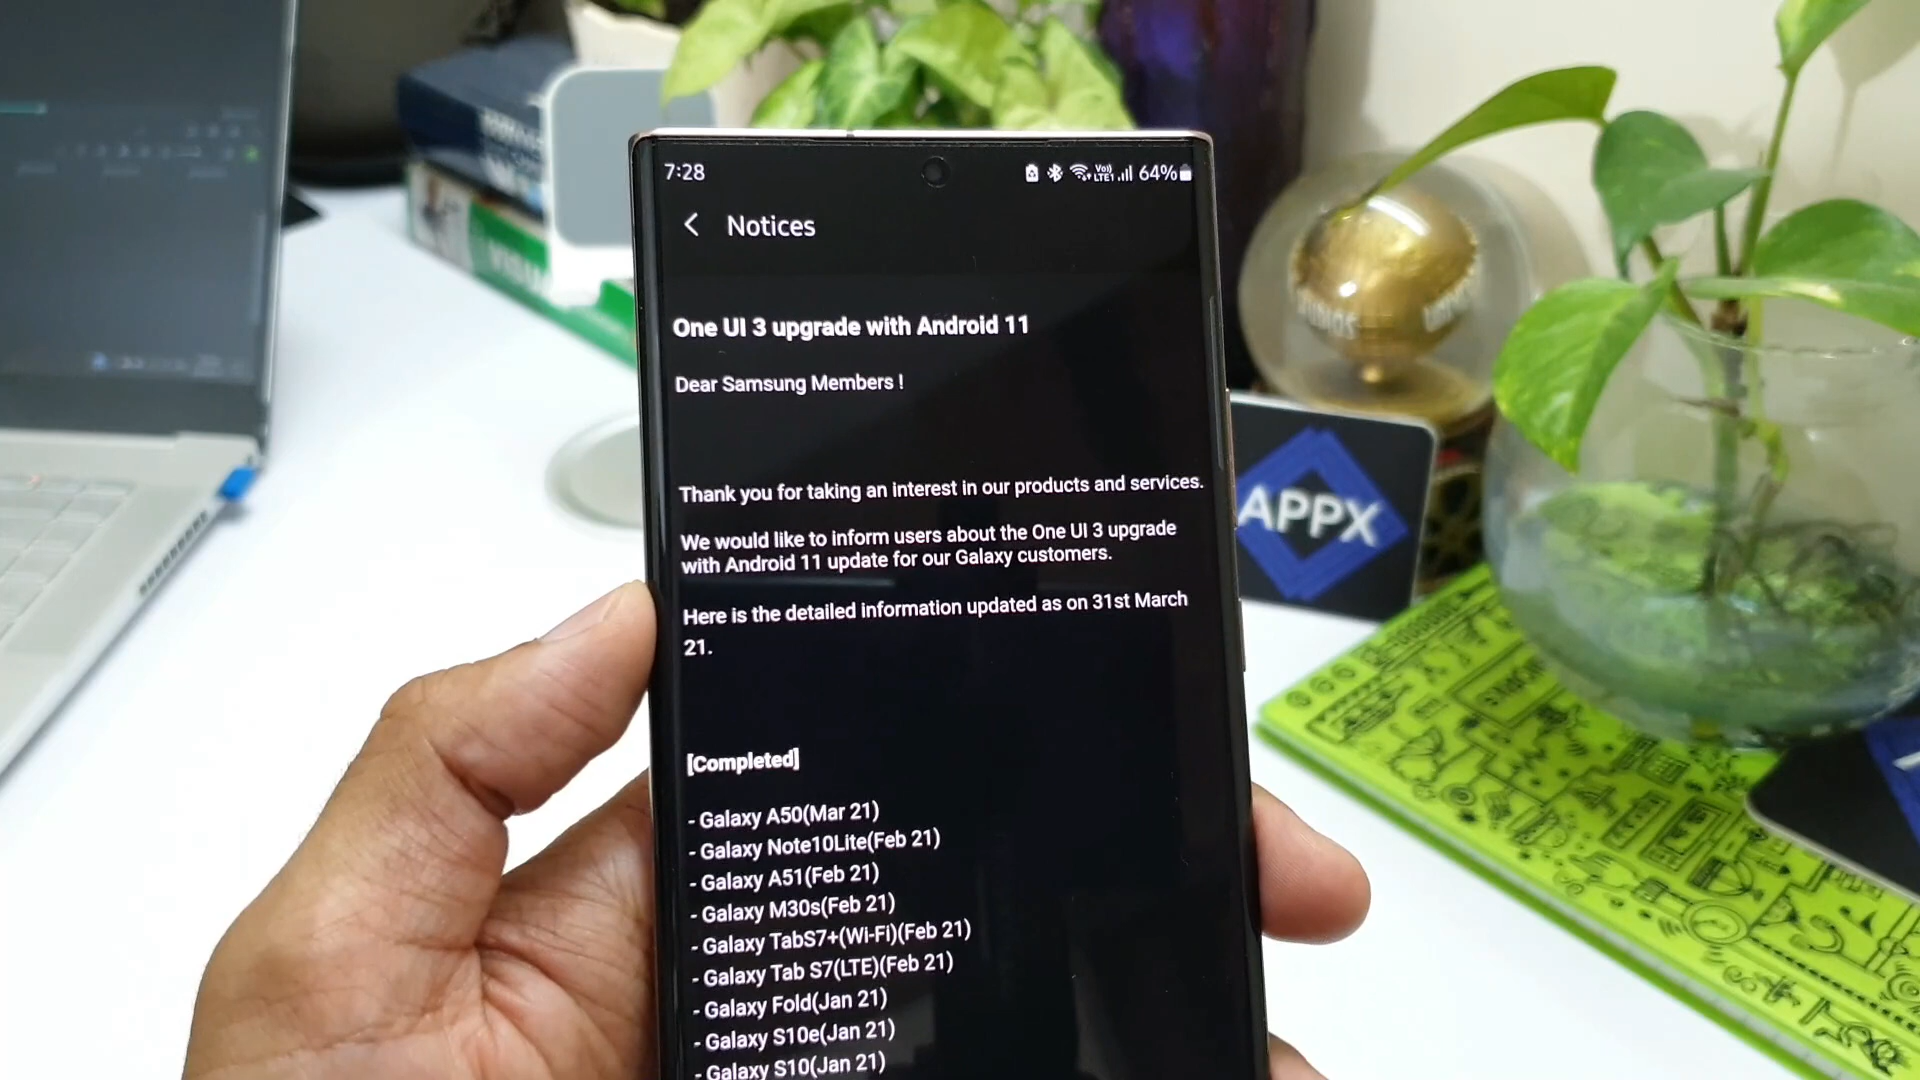 7:28
Vo)) LTE1 64%
Notices
One UI 3 upgrade with Android 11
Dear Samsung Members !
Thank you for taking an interest in our products and services.
We would like to inform users about the One UI 3 upgrade
with Android 11 update for our Galaxy customers.
Here is the detailed information updated as on 31st March
21.
[Completed]
- Galaxy A50(Mar 21)
- Galaxy Note10Lite(Feb 21)
- Galaxy A51(Feb 21)
- Galaxy M30s(Feb 21)
- Galaxy TabS7+(Wi-Fi)(Feb 21)
- Galaxy Tab S7(LTE)(Feb 21)
- Galaxy Fold(Jan 21)
- Galaxy S10e(Jan 21)
- Galaxy S10(Jan 21)
APPX